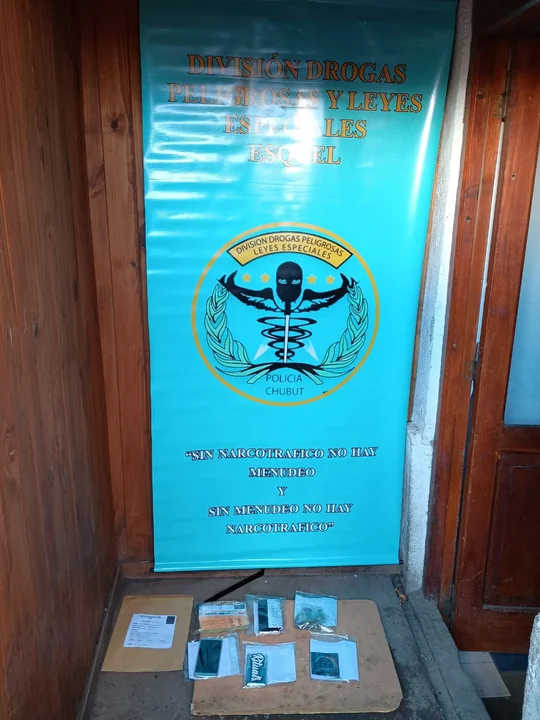 DIVISIÓN DROGAS
PELIGROSAS Y LEYES
ESPECIALES
ESQUEL
DIVISION DROGAS PELIGROSAS
LEYES ESPECIALES
POLICIA
CHUBUT
“SIN NARCOTRAFICO NO HAY
MENUDEO
Y
SIN MENUDEO NO HAY
NARCOTRAFICO”
Rituals